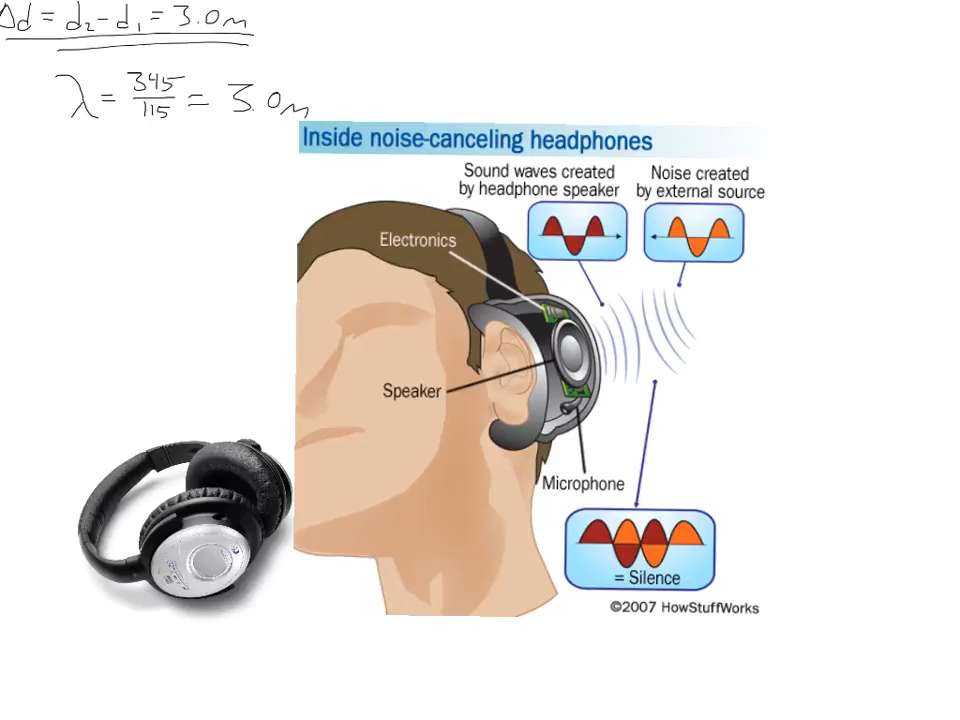 Δd = d₂ - d₁ = 3.0m
λ = 345/115 = 3.0m
Inside noise-canceling headphones
Sound waves created
by headphone speaker
Noise created
by external source
Electronics
Speaker
Microphone
= Silence
©2007 HowStuffWorks